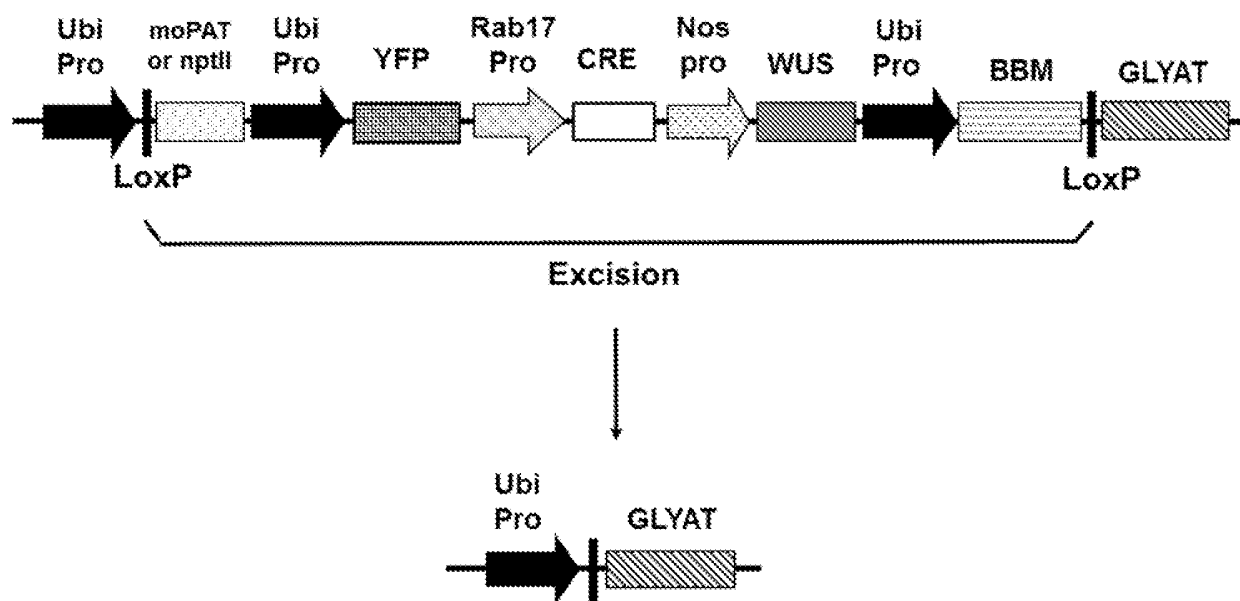 Ubi
Pro
moPAT
or nptII
Ubi
Pro
YFP
Rab17
Pro
CRE
Nos
pro
WUS
Ubi
Pro
BBM
GLYAT
LoxP
LoxP
Excision
Ubi
Pro
GLYAT